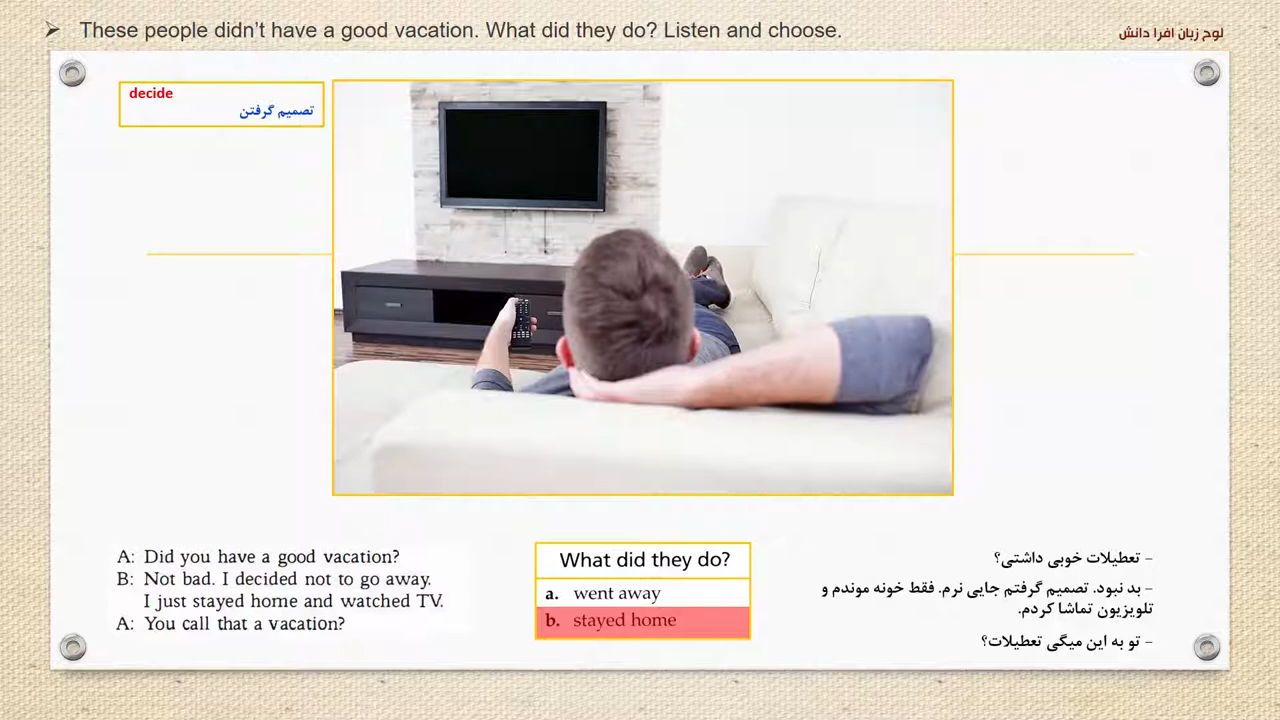 ➢ These people didn’t have a good vacation. What did they do? Listen and choose.
لوح زبان افرا دانش
decide
تصمیم گرفتن
A: Did you have a good vacation?
B: Not bad. I decided not to go away.
I just stayed home and watched TV.
A: You call that a vacation?
What did they do?
a. went away
b. stayed home
– تعطیلات خوبی داشتی؟
– بد نبود. تصمیم گرفتم جایی نرم. فقط خونه موندم و
تلویزیون تماشا کردم.
– تو به این میگی تعطیلات؟